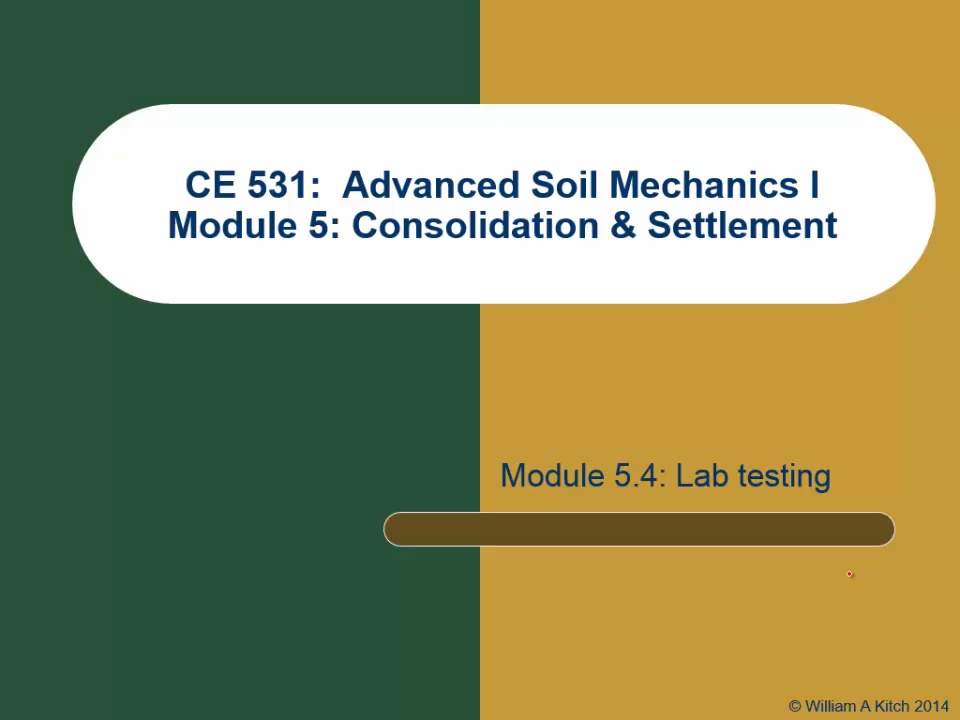 CE 531:  Advanced Soil Mechanics I
Module 5: Consolidation & Settlement
Module 5.4: Lab testing
© William A Kitch 2014